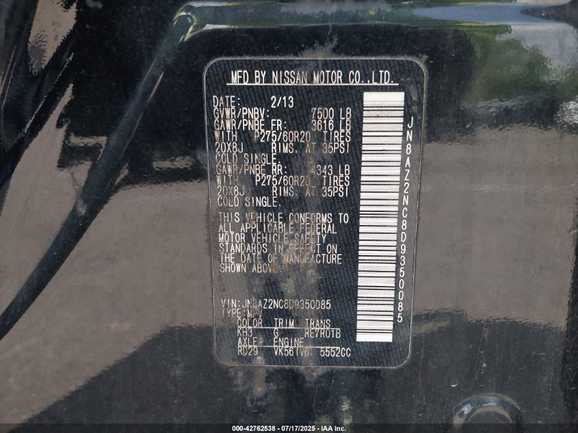 MFD BY NISSAN MOTOR CO.,LTD.
DATE: 2/13
GVWR/PNBV: 7500 LB
GAWR/PNBE FR: 3616 LB
WITH P275/60R20 TIRES
20X8J RIMS, AT 35PSI
COLD SINGLE
GAWR/PNBE RR: 4343 LB
WITH P275/60R20 TIRES
20X8J RIMS, AT 35PSI
COLD SINGLE
THIS VEHICLE CONFORMS TO
ALL APPLICABLE FEDERAL
MOTOR VEHICLE SAFETY
STANDARDS IN EFFECT ON
THE DATE OF MANUFACTURE
SHOWN ABOVE
VIN: JN8AZ2NC8D9350085
TYPE:
COLOR TRIM TRANS
KH3 G RE7R01B
AXLE ENGINE
RC29 5552CC
JN8AZ2NC8D9350085
000-42762538 - 07/17/2025 - IAA Inc.